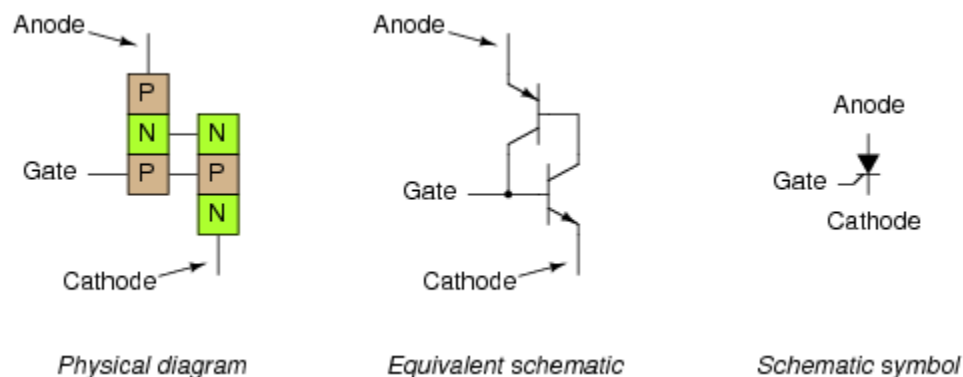 Anode
P
N
N
Gate
P
P
N
Cathode
Physical diagram
Anode
Gate
Cathode
Equivalent schematic
Anode
Gate
Cathode
Schematic symbol